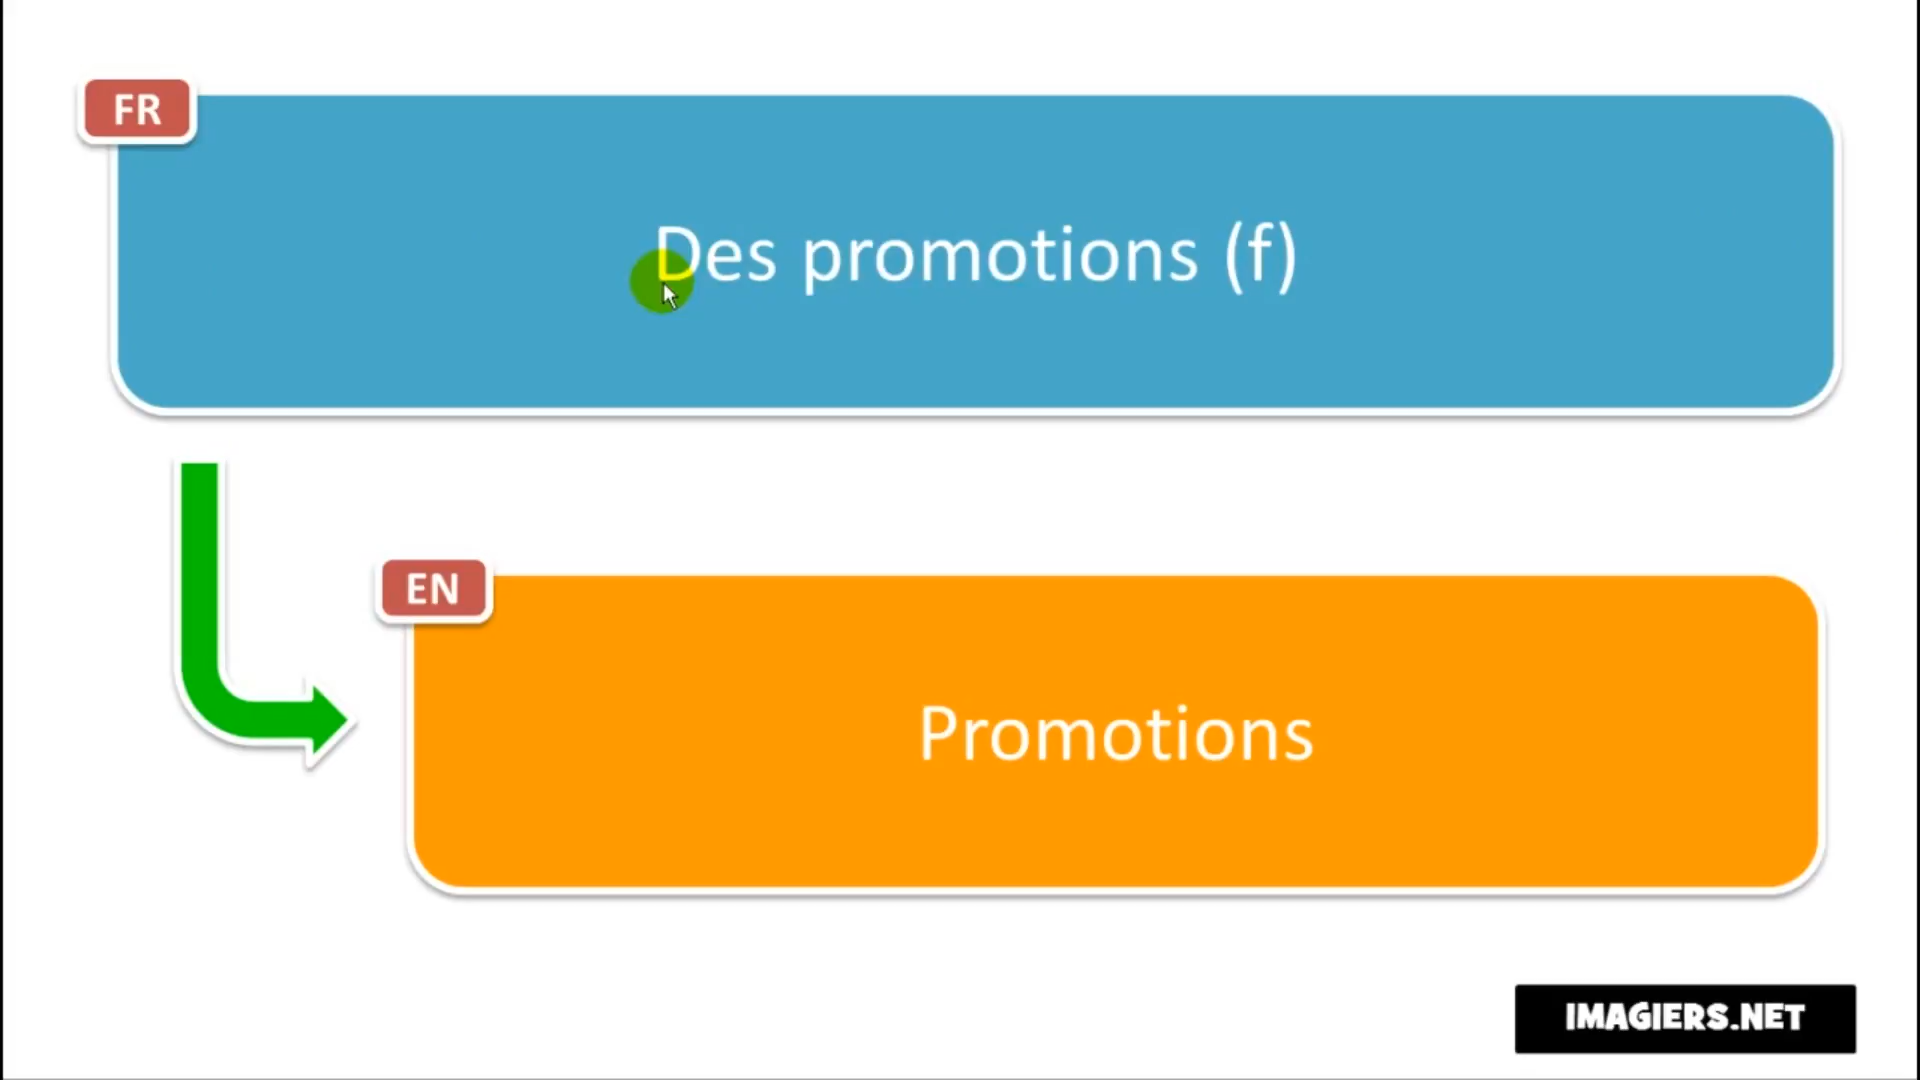 FR
Des promotions (f)
EN
Promotions
IMAGIERS.NET